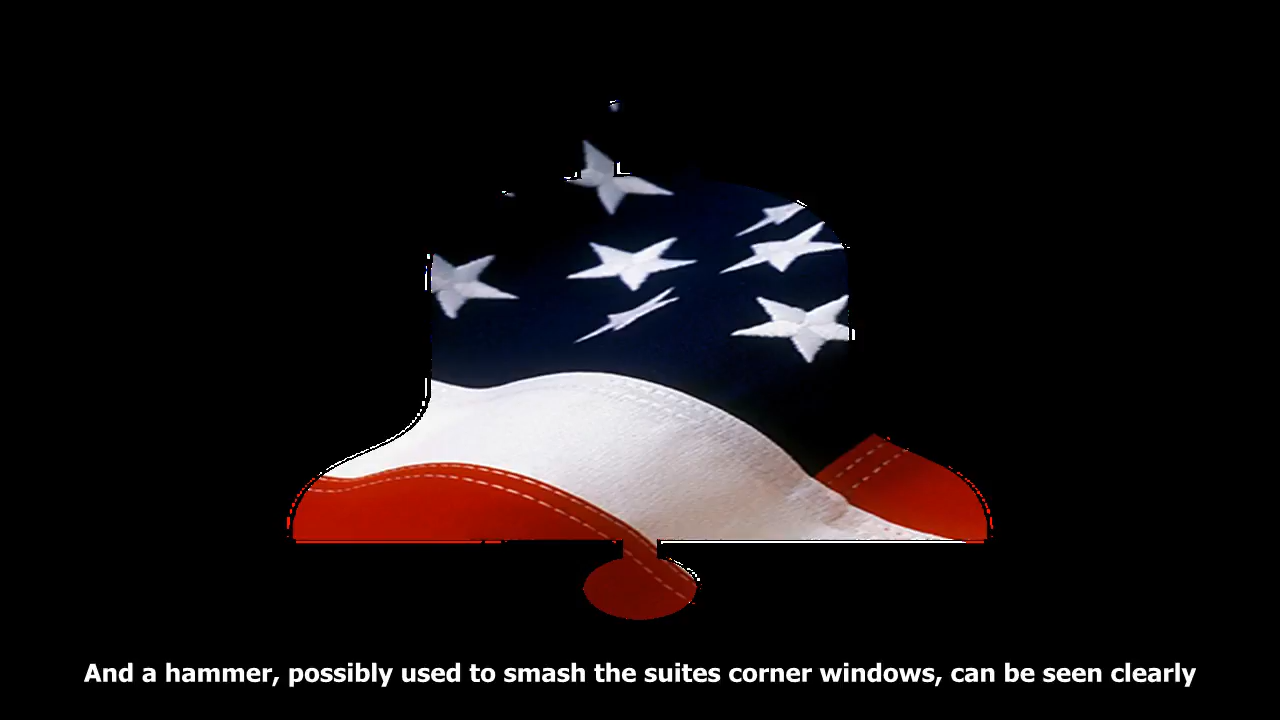 And a hammer, possibly used to smash the suites corner windows, can be seen clearly